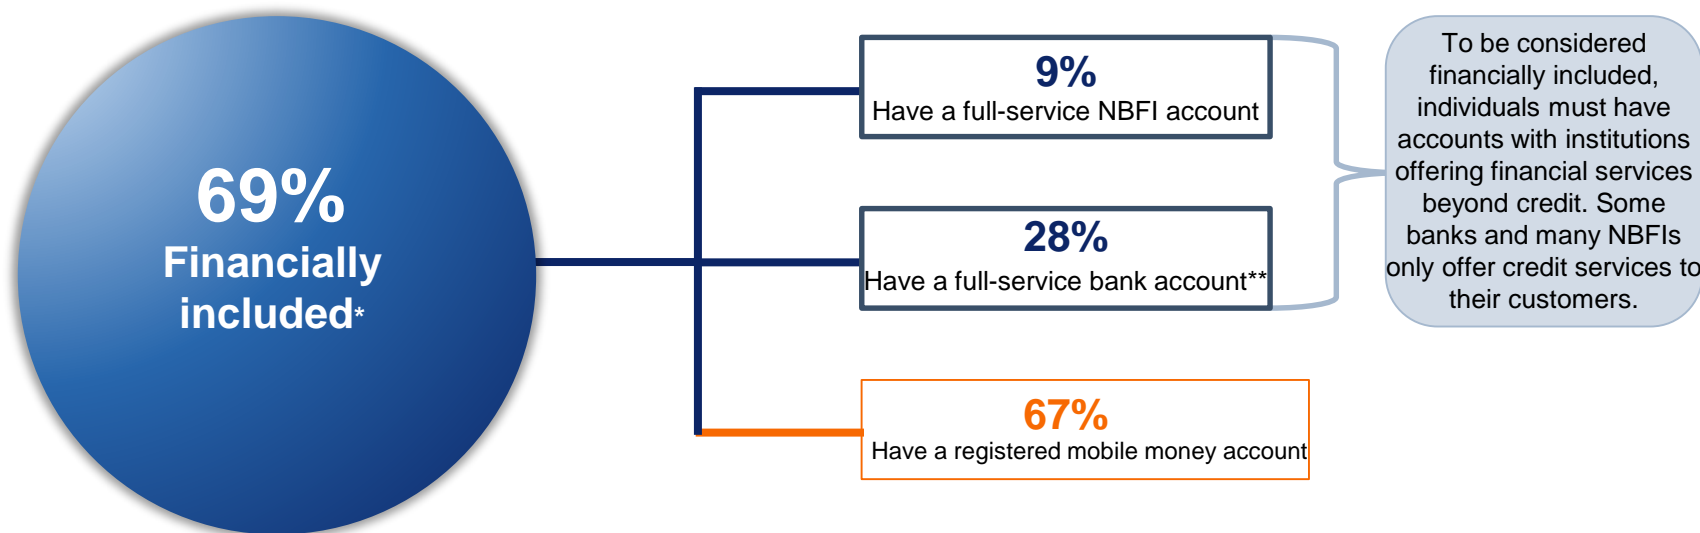 69%
Financially
included*
9%
Have a full-service NBFI account
28%
Have a full-service bank account**
67%
Have a registered mobile money account
To be considered
financially included,
individuals must have
accounts with institutions
offering financial services
beyond credit. Some
banks and many NBFIs
only offer credit services to
their customers.